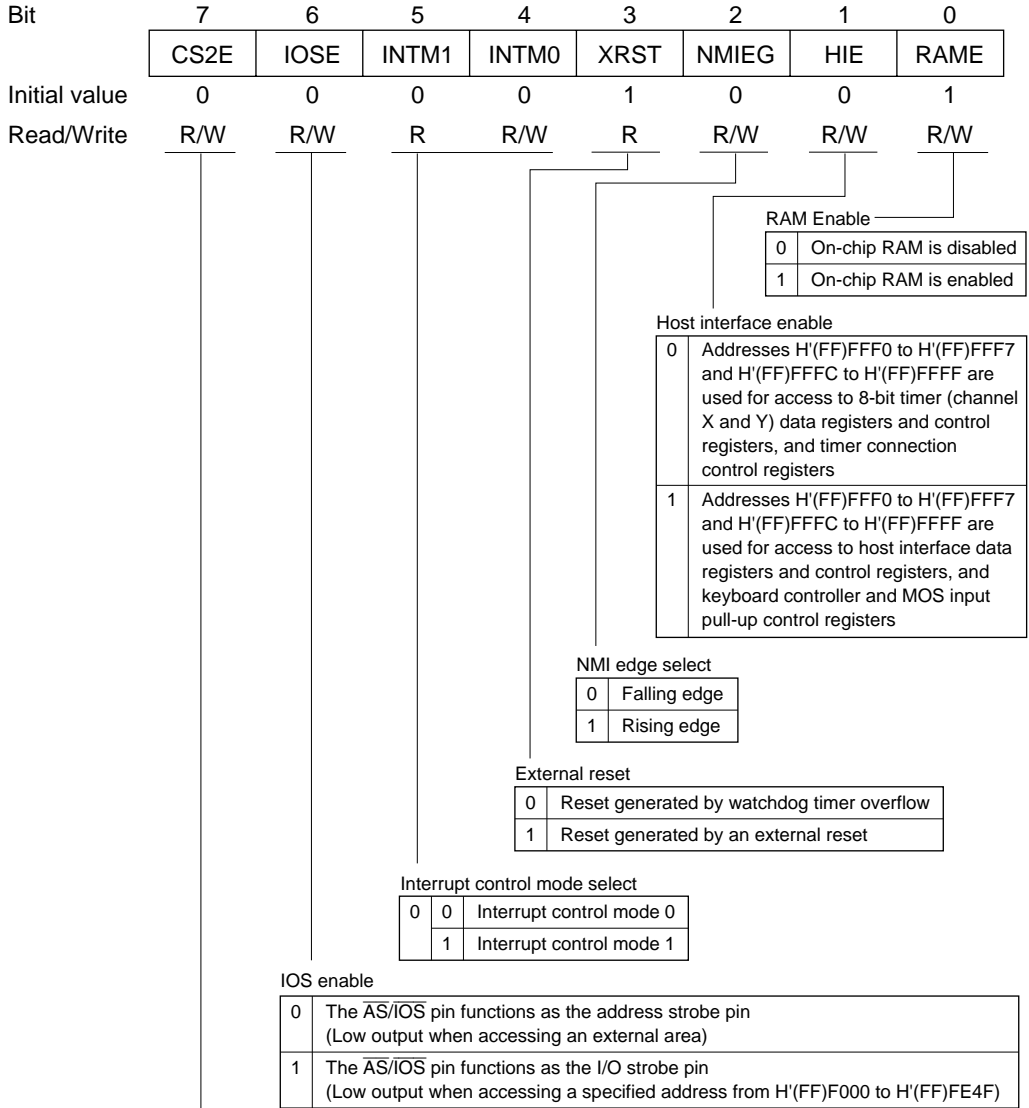 Bit 7 6 5 4 3 2 1 0
CS2E IOSE INTM1 INTM0 XRST NMIEG HIE RAME
Initial value 0 0 0 0 1 0 0 1
Read/Write R/W R/W R R/W R R/W R/W R/W
RAM Enable
0 On-chip RAM is disabled
1 On-chip RAM is enabled
Host interface enable
0 Addresses H'(FF)FFF0 to H'(FF)FFF7
and H'(FF)FFFC to H'(FF)FFFF are
used for access to 8-bit timer (channel
X and Y) data registers and control
registers, and timer connection
control registers
1 Addresses H'(FF)FFF0 to H'(FF)FFF7
and H'(FF)FFFC to H'(FF)FFFF are
used for access to host interface data
registers and control registers, and
keyboard controller and MOS input
pull-up control registers
NMI edge select
0 Falling edge
1 Rising edge
External reset
0 Reset generated by watchdog timer overflow
1 Reset generated by an external reset
Interrupt control mode select
0 0 Interrupt control mode 0
1 Interrupt control mode 1
IOS enable
0 The A̅S̅/I̅O̅S̅ pin functions as the address strobe pin
(Low output when accessing an external area)
1 The A̅S̅/I̅O̅S̅ pin functions as the I/O strobe pin
(Low output when accessing a specified address from H'(FF)F000 to H'(FF)FE4F)